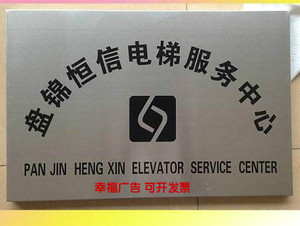 盘锦恒信电梯服务中心
PAN JIN HENG XIN ELEVATOR SERVICE CENTER
幸福广告 可开发票